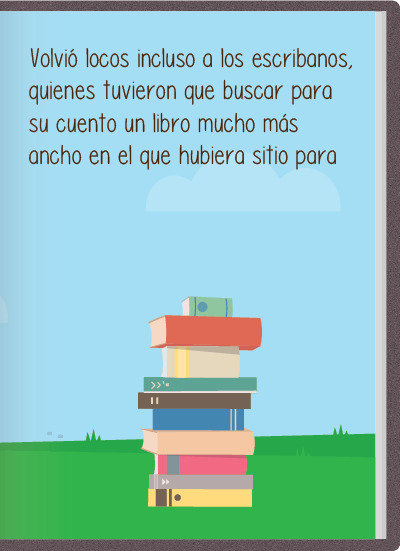 Volvió locos incluso a los escribanos,
quienes tuvieron que buscar para
su cuento un libro mucho más
ancho en el que hubiera sitio para